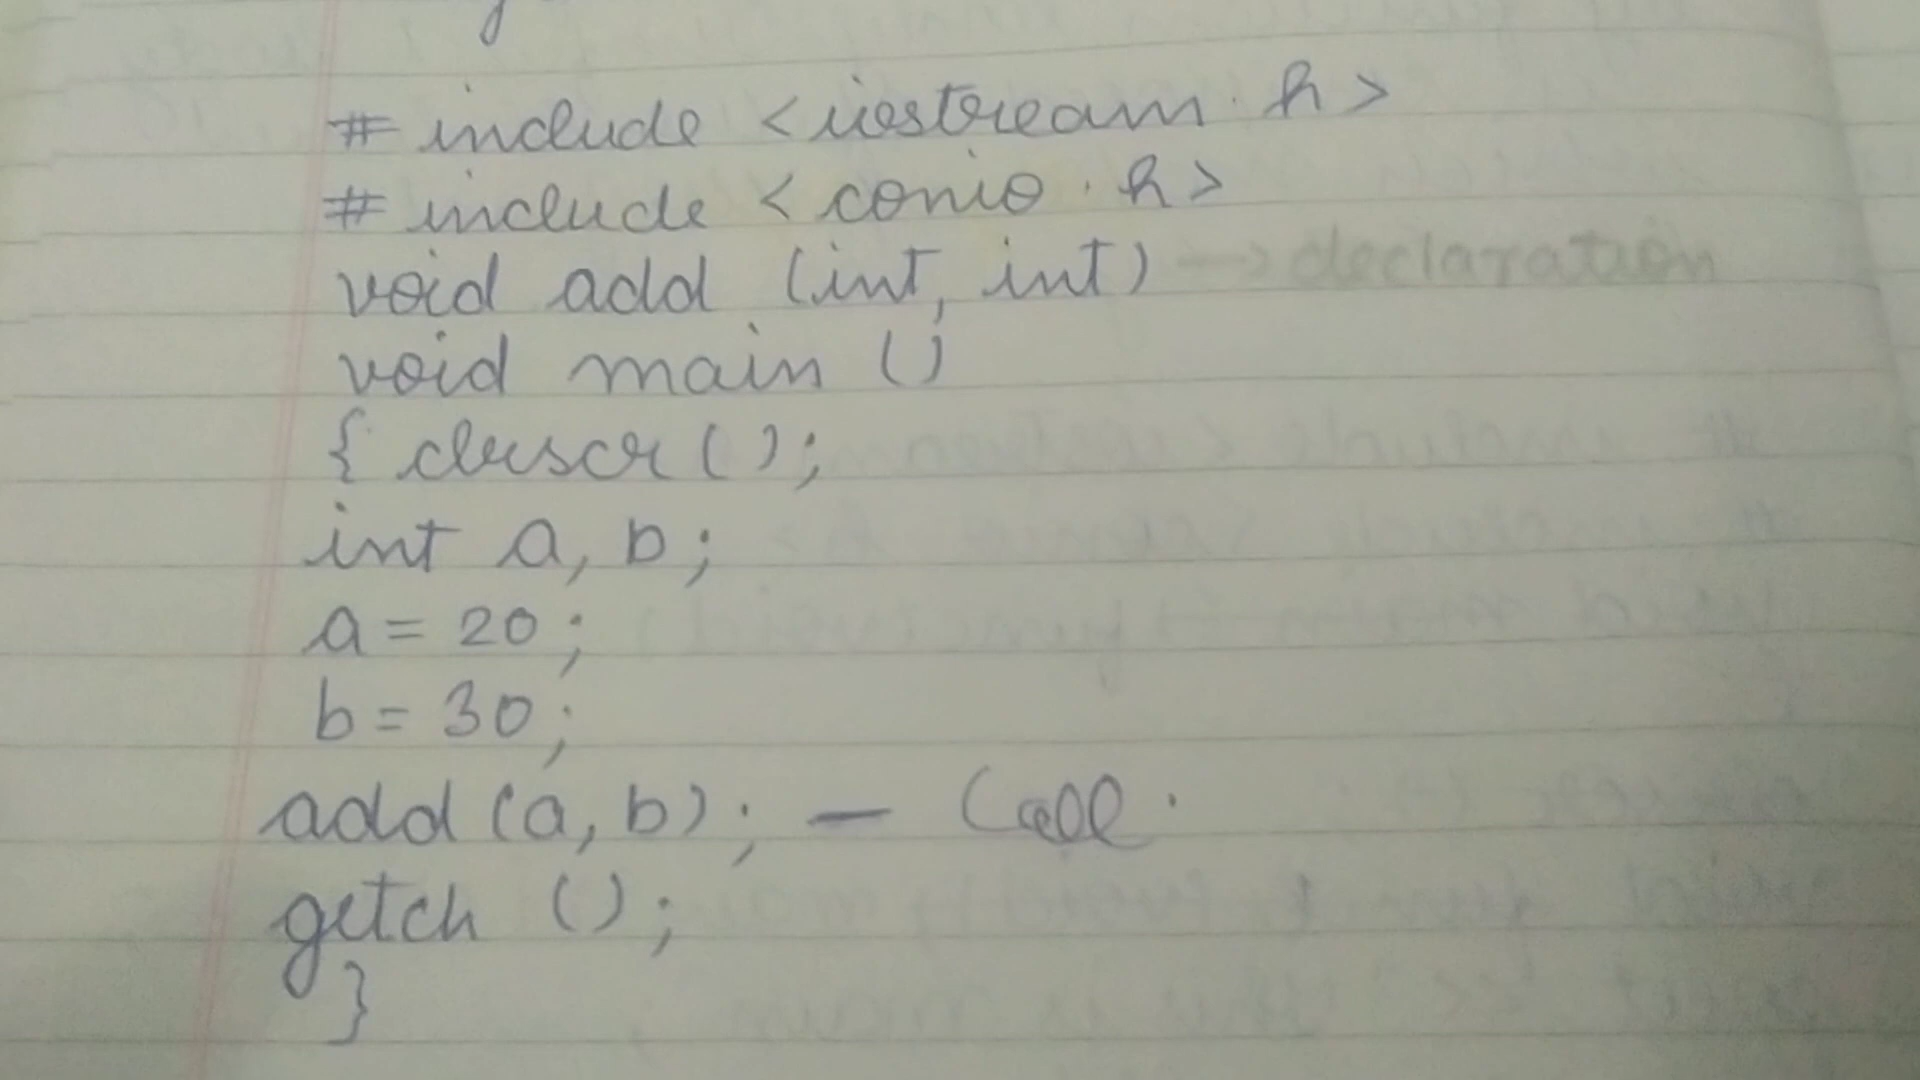 # include <iostream.h>
# include <conio.h>
void add (int, int) → declaration
void main ()
{ clrscr();
int a, b;
a = 20;
b = 30;
add (a, b); — Call.
getch ();
}